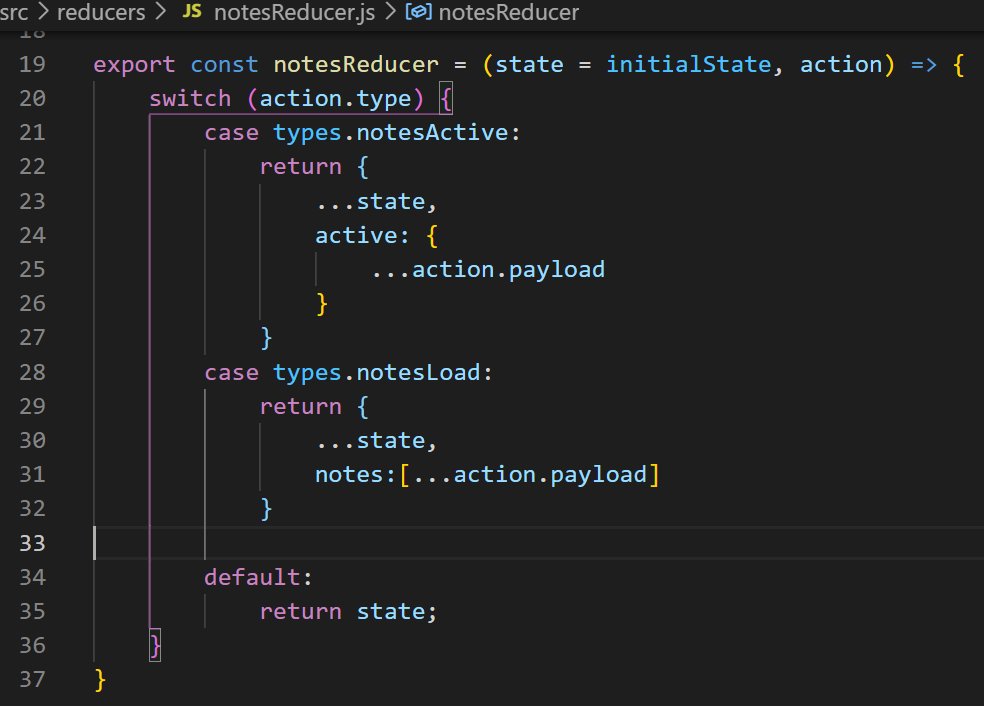 src > reducers > JS notesReducer.js > notesReducer
18
19 export const notesReducer = (state = initialState, action) => {
20     switch (action.type) {
21         case types.notesActive:
22             return {
23                 ...state,
24                 active: {
25                     ...action.payload
26                 }
27             }
28         case types.notesLoad:
29             return {
30                 ...state,
31                 notes:[...action.payload]
32             }
33
34         default:
35             return state;
36     }
37 }